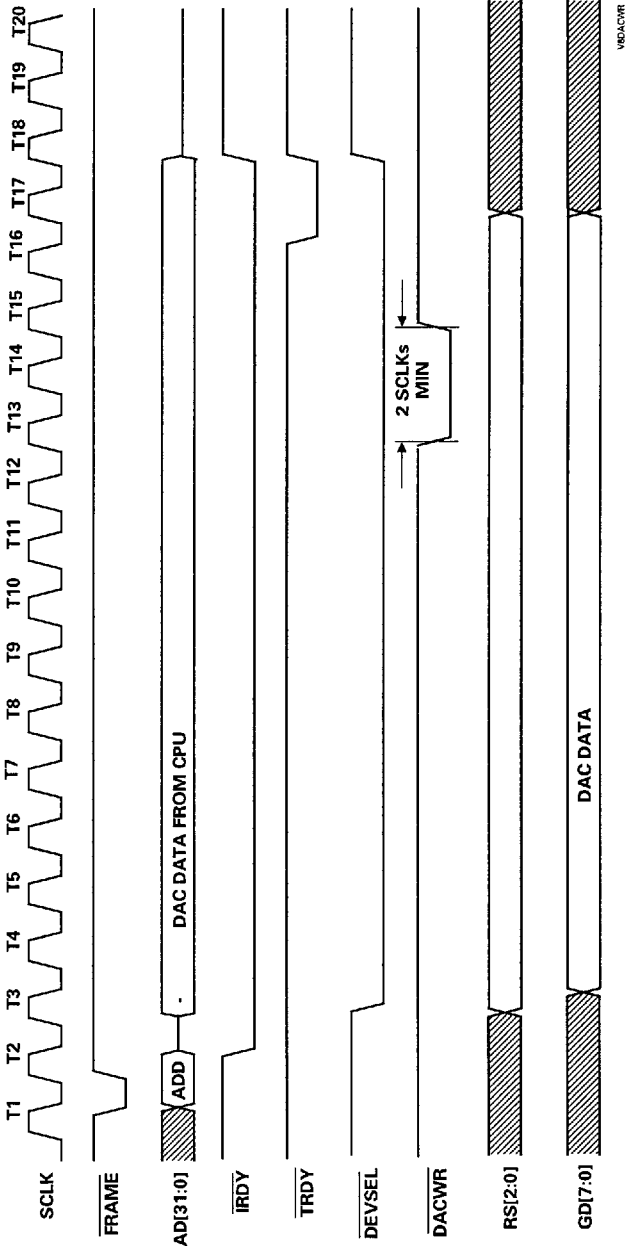 T1 T2 T3 T4 T5 T6 T7 T8 T9 T10 T11 T12 T13 T14 T15 T16 T17 T18 T19 T20
SCLK
FRAME
AD[31:0] ADD DAC DATA FROM CPU
IRDY
TRDY
DEVSEL
2 SCLKs
MIN
DACWR
RS[2:0]
GD[7:0] DAC DATA
V8DACWR